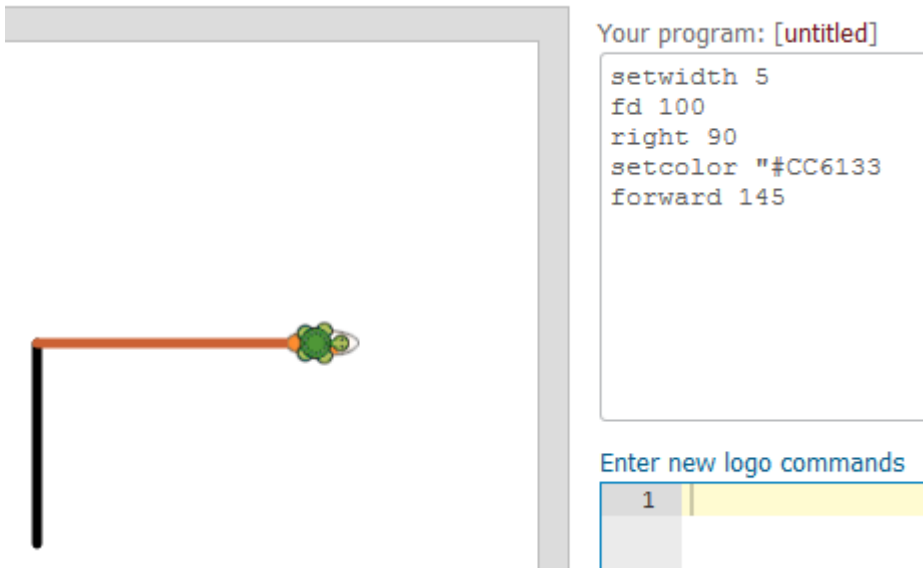 Your program: [untitled]
setwidth 5
fd 100
right 90
setcolor "#CC6133
forward 145
Enter new logo commands
1